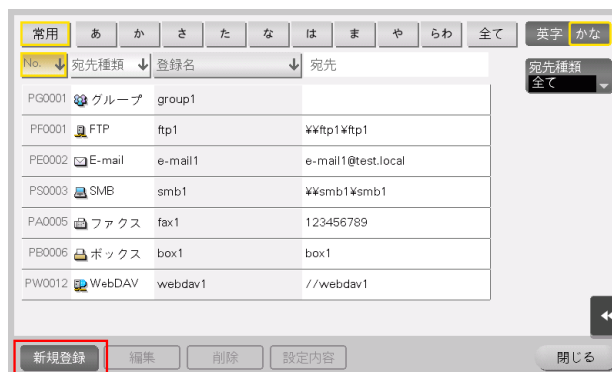 常用 あ か さ た な は ま や らわ 全て 英字 かな
No. 宛先種類 登録名 宛先
宛先種類
全て
PG0001 グループ group1
PF0001 FTP ftp1 ¥¥ftp1¥ftp1
PE0002 E-mail e-mail1 e-mail1@test.local
PS0003 SMB smb1 ¥¥smb1¥smb1
PA0005 ファクス fax1 123456789
PB0006 ボックス box1 box1
PW0012 WebDAV webdav1 //webdav1
新規登録 編集 削除 設定内容 閉じる